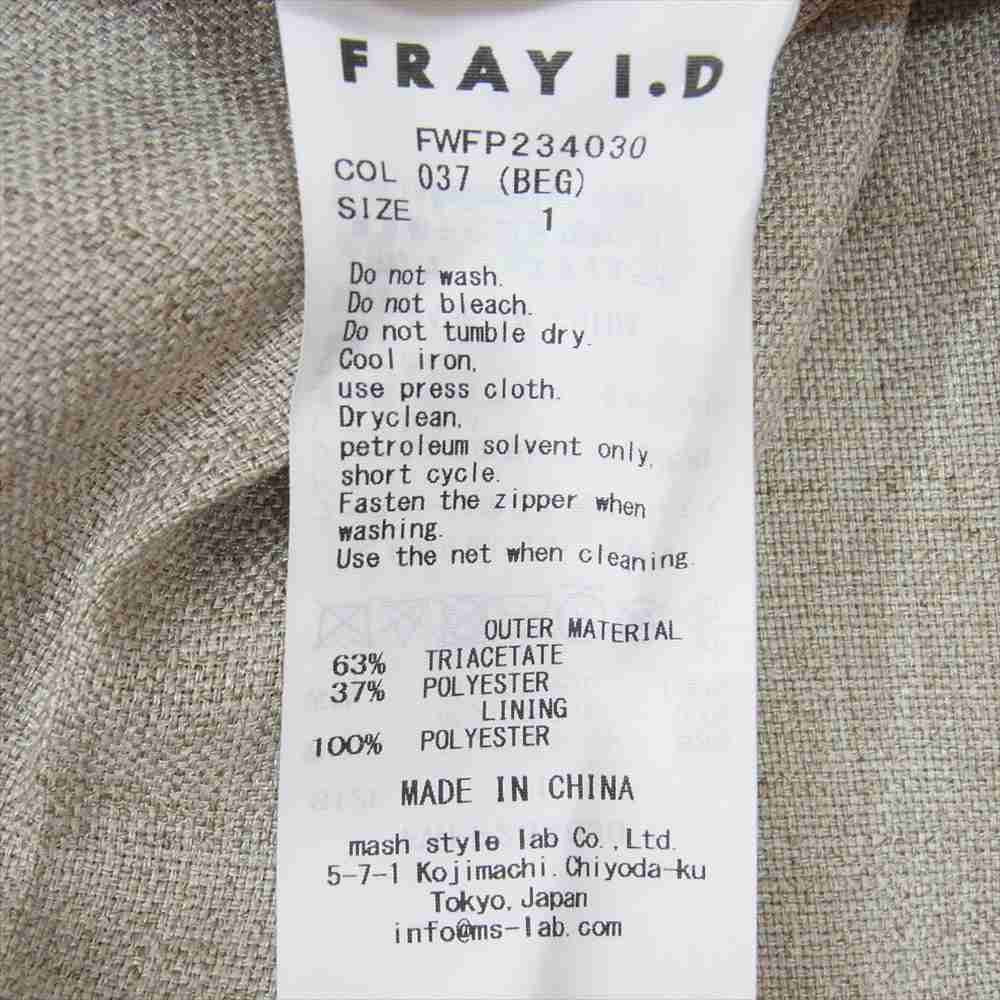 FRAY I.D
FWFP234030
COL 037 (BEG)
SIZE 1
Do not wash.
Do not bleach.
Do not tumble dry.
Cool iron,
use press cloth.
Dryclean,
petroleum solvent only,
short cycle.
Fasten the zipper when
washing.
Use the net when cleaning.
OUTER MATERIAL
63% TRIACETATE
37% POLYESTER
LINING
100% POLYESTER
MADE IN CHINA
mash style lab Co.,Ltd.
5-7-1 Kojimachi.Chiyoda-ku
Tokyo, Japan
info@ms-lab.com